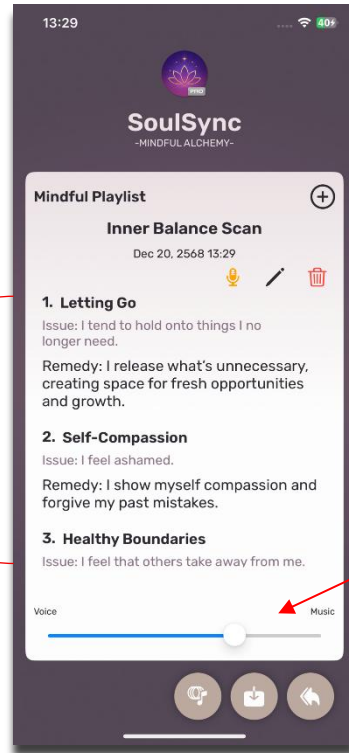 13:29
40
PRO
SoulSync
-MINDFUL ALCHEMY-
Mindful Playlist
Inner Balance Scan
Dec 20, 2568 13:29
1. Letting Go
Issue: I tend to hold onto things I no
longer need.
Remedy: I release what's unnecessary,
creating space for fresh opportunities
and growth.
2. Self-Compassion
Issue: I feel ashamed.
Remedy: I show myself compassion and
forgive my past mistakes.
3. Healthy Boundaries
Issue: I feel that others take away from me.
Voice
Music